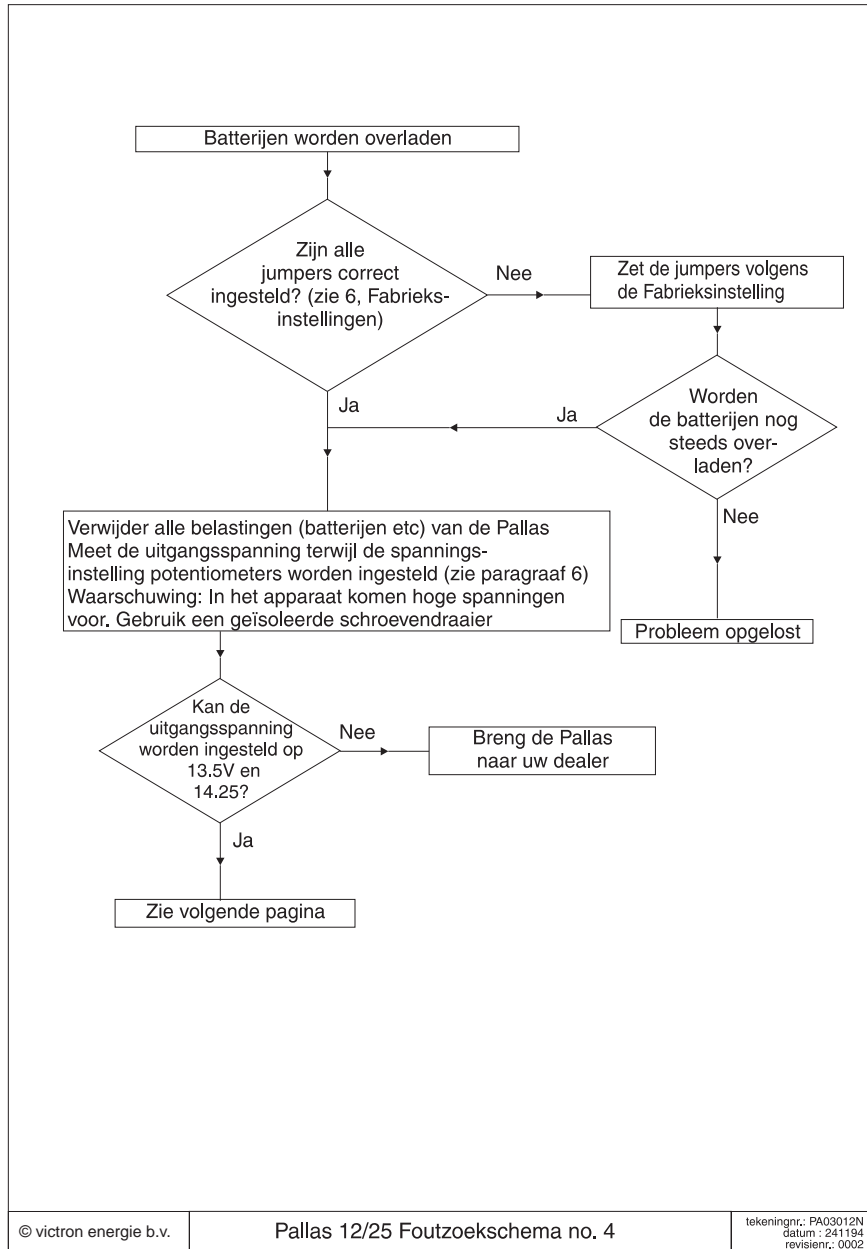 Batterijen worden overladen
Zijn alle
jumpers correct
ingesteld? (zie 6, Fabrieks-
instellingen)
Nee
Zet de jumpers volgens
de Fabrieksinstelling
Ja
Ja
Worden
de batterijen nog
steeds over-
laden?
Nee
Probleem opgelost
Verwijder alle belastingen (batterijen etc) van de Pallas
Meet de uitgangsspanning terwijl de spannings-
instelling potentiometers worden ingesteld (zie paragraaf 6)
Waarschuwing: In het apparaat komen hoge spanningen
voor. Gebruik een geïsoleerde schroevendraaier
Kan de
uitgangsspanning
worden ingesteld op
13.5V en
14.25?
Nee
Breng de Pallas
naar uw dealer
Ja
Zie volgende pagina
© victron energie b.v.
Pallas 12/25 Foutzoekschema no. 4
tekeningnr.: PA03012N
datum : 241194
revisienr.: 0002